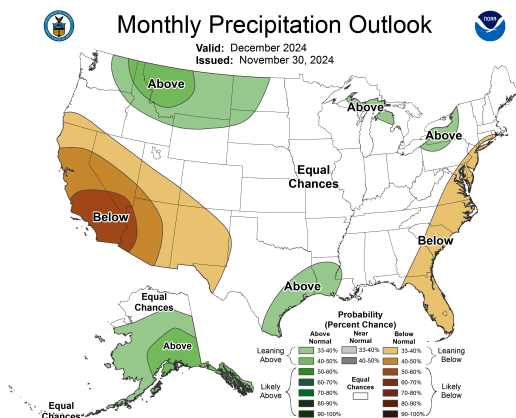 Monthly Precipitation Outlook
NOAA
Valid: December 2024
Issued: November 30, 2024
Above
Above
Above
Equal
Chances
Below
Below
Above
Equal
Chances
Above
Equal
Chances
Probability
(Percent Chance)
Above
Normal
Near
Normal
Below
Normal
Leaning
Above
33-40%
33-40%
33-40%
Leaning
Below
40-50%
40-50%
40-50%
50-60%
50-60%
Likely
Above
60-70%
Equal
Chances
60-70%
Likely
Below
70-80%
70-80%
80-90%
80-90%
90-100%
90-100%